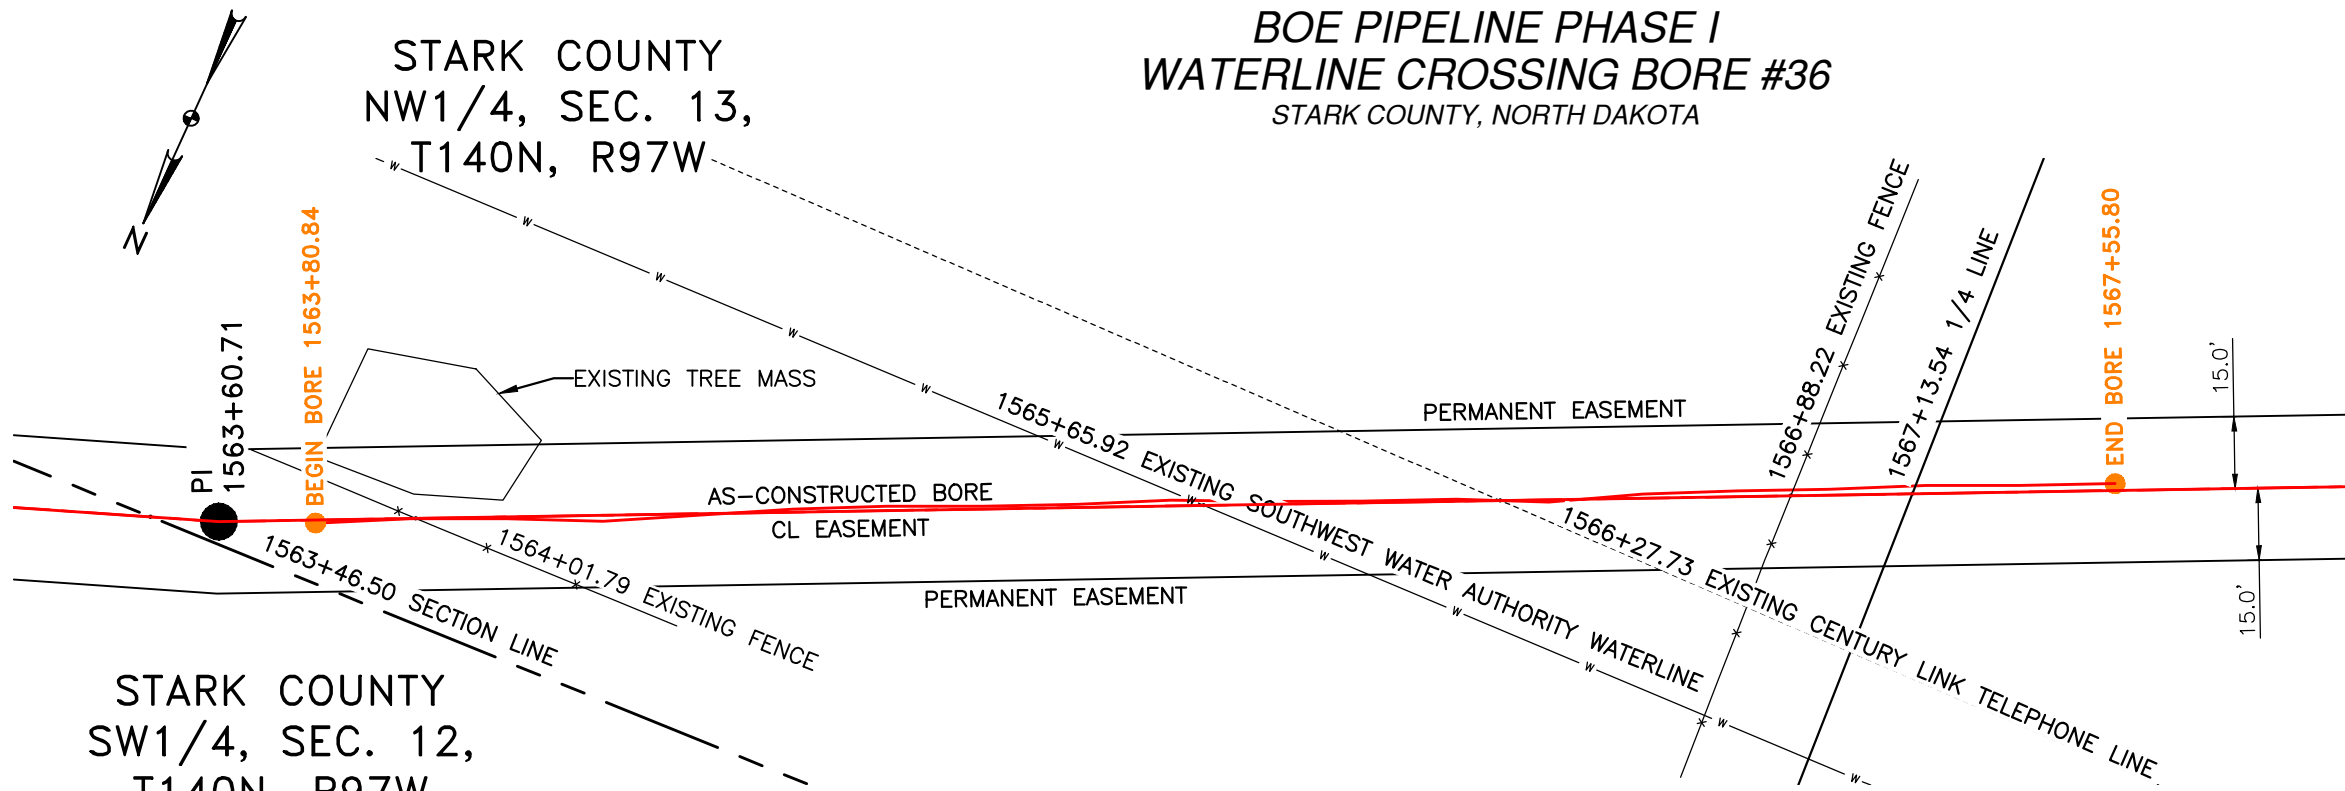 BOE PIPELINE PHASE I
WATERLINE CROSSING BORE #36
STARK COUNTY, NORTH DAKOTA
STARK COUNTY
NW1/4, SEC. 13,
T140N, R97W
N
PI
1563+60.71
BEGIN BORE 1563+80.84
EXISTING TREE MASS
AS-CONSTRUCTED BORE
CL EASEMENT
PERMANENT EASEMENT
PERMANENT EASEMENT
1563+46.50 SECTION LINE
1564+01.79 EXISTING FENCE
1565+65.92 EXISTING SOUTHWEST WATER AUTHORITY WATERLINE
1566+27.73 EXISTING CENTURY LINK TELEPHONE LINE
1566+88.22 EXISTING FENCE
1567+13.54 1/4 LINE
END BORE 1567+55.80
15.0'
15.0'
W W W W W W W W W W W W
STARK COUNTY
SW1/4, SEC. 12,
T140N, R97W